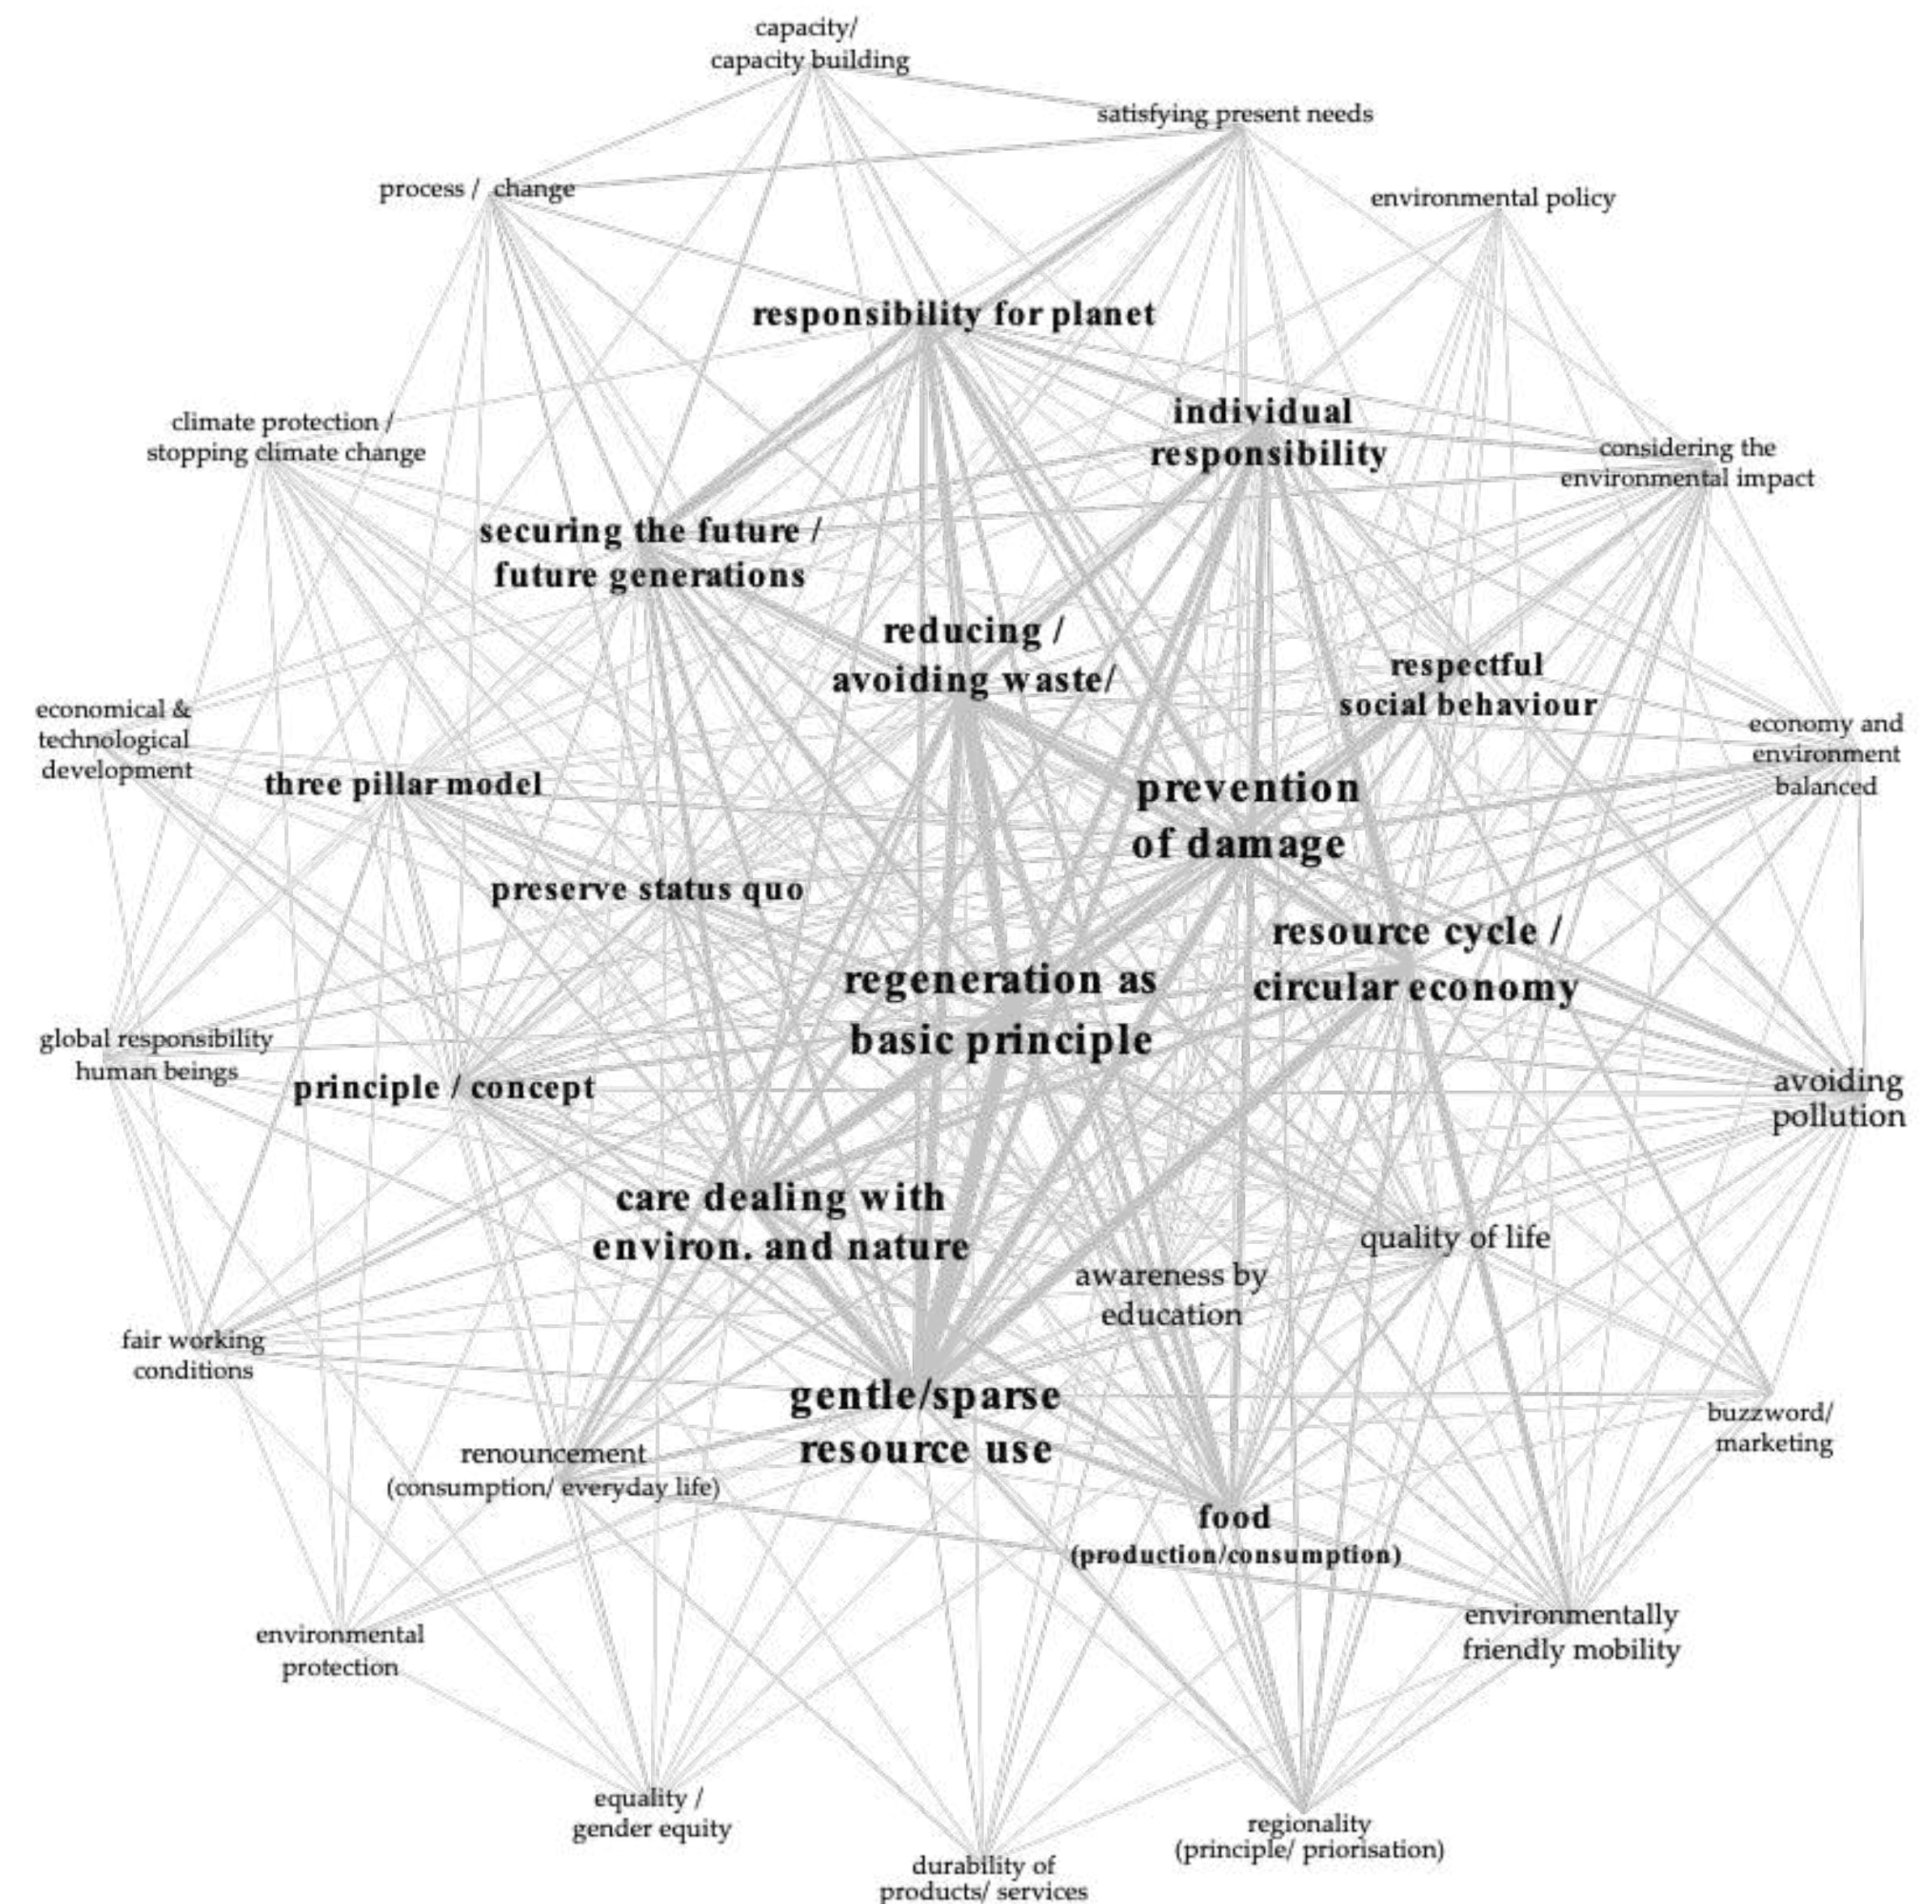 capacity/
capacity building
satisfying present needs
process / change
environmental policy
responsibility for planet
individual
responsibility
climate protection /
stopping climate change
considering the
environmental impact
securing the future /
future generations
reducing /
avoiding waste/
respectful
social behaviour
economical &
technological
development
economy and
environment
balanced
three pillar model
prevention
of damage
preserve status quo
resource cycle /
circular economy
regeneration as
basic principle
global responsibility
human beings
principle / concept
avoiding
pollution
care dealing with
environ. and nature
quality of life
awareness by
education
fair working
conditions
gentle/sparse
resource use
buzzword/
marketing
renouncement
(consumption/ everyday life)
food
(production/consumption)
environmentally
friendly mobility
environmental
protection
equality /
gender equity
regionality
(principle/ priorisation)
durability of
products/ services